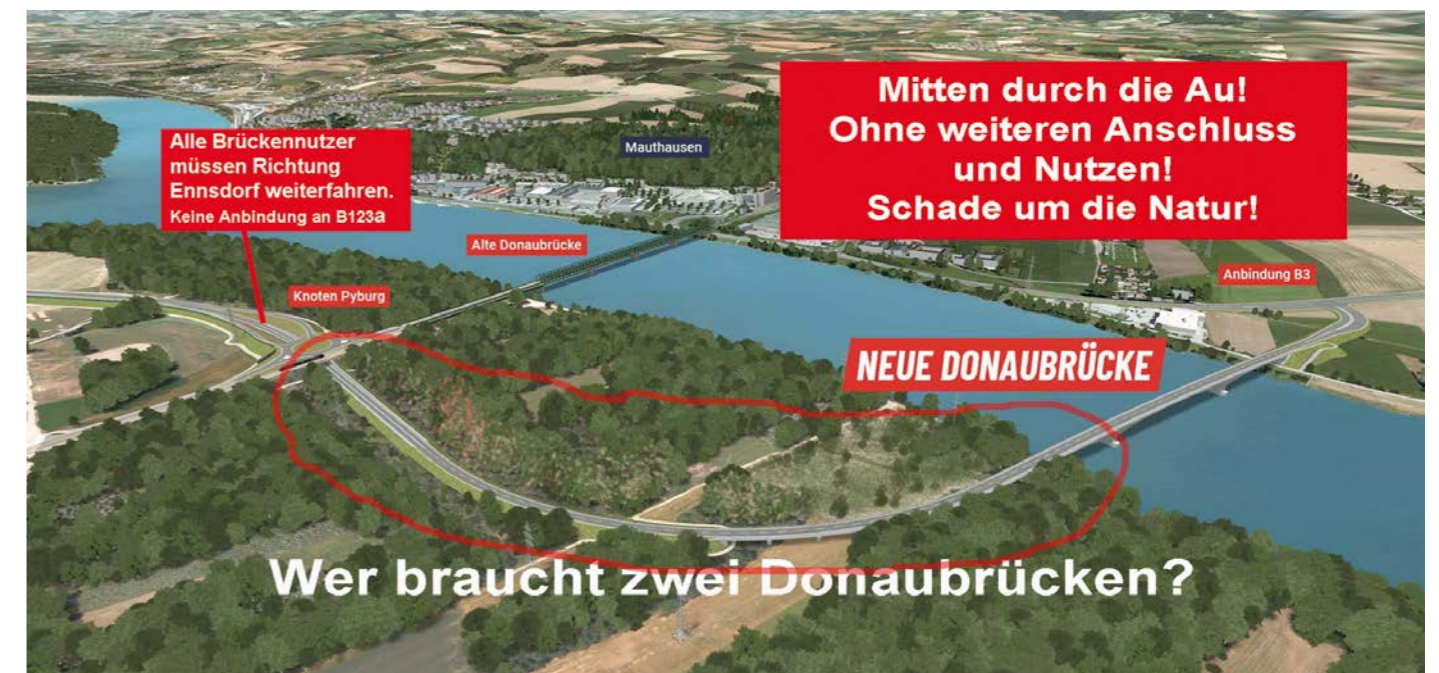 Mitten durch die Au!
Ohne weiteren Anschluss
und Nutzen!
Schade um die Natur!
Alle Brückennutzer
müssen Richtung
Ennsdorf weiterfahren.
Keine Anbindung an B123a
Mauthausen
Alte Donaubrücke
Anbindung B3
Knoten Pyburg
NEUE DONAUBRÜCKE
Wer braucht zwei Donaubrücken?